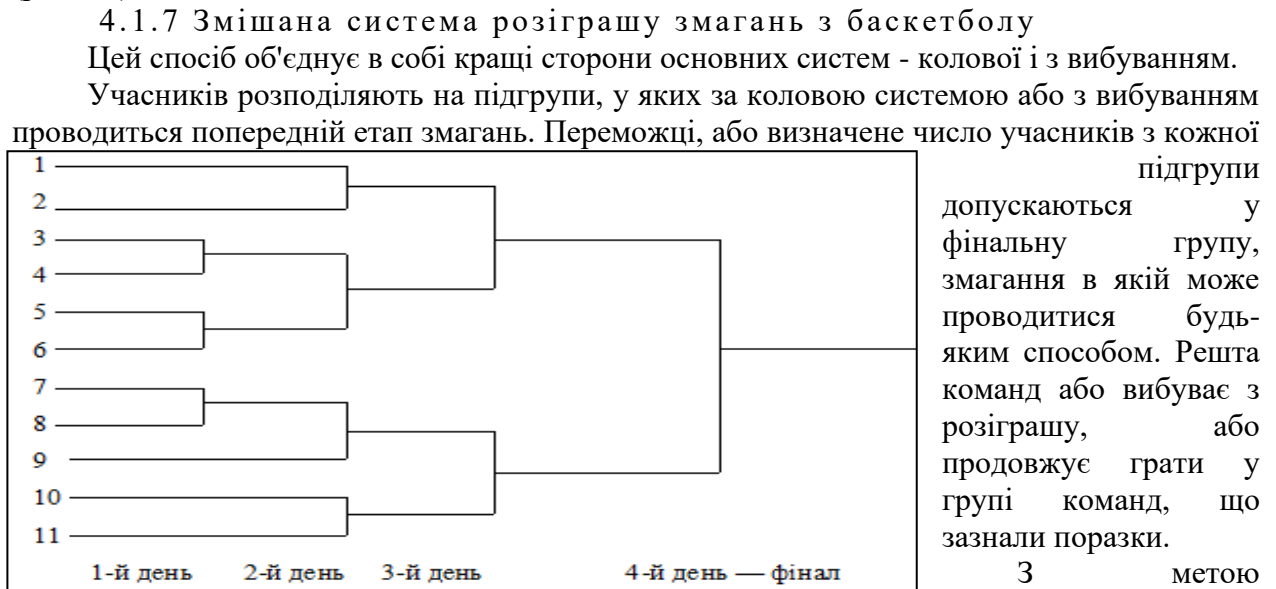 4.1.7 Змішана система розіграшу змагань з баскетболу
Цей спосіб об'єднує в собі кращі сторони основних систем - колової і з вибуванням.
Учасників розподіляють на підгрупи, у яких за коловою системою або з вибуванням
проводиться попередній етап змагань. Переможці, або визначене число учасників з кожної
підгрупи
допускаються у
фінальну групу,
змагання в якій може
проводитися будь-
яким способом. Решта
команд або вибуває з
розіграшу, або
продовжує грати у
групі команд, що
зазнали поразки.
З метою
1
2
3
4
5
6
7
8
9
10
11
1-й день 2-й день 3-й день 4-й день — фінал